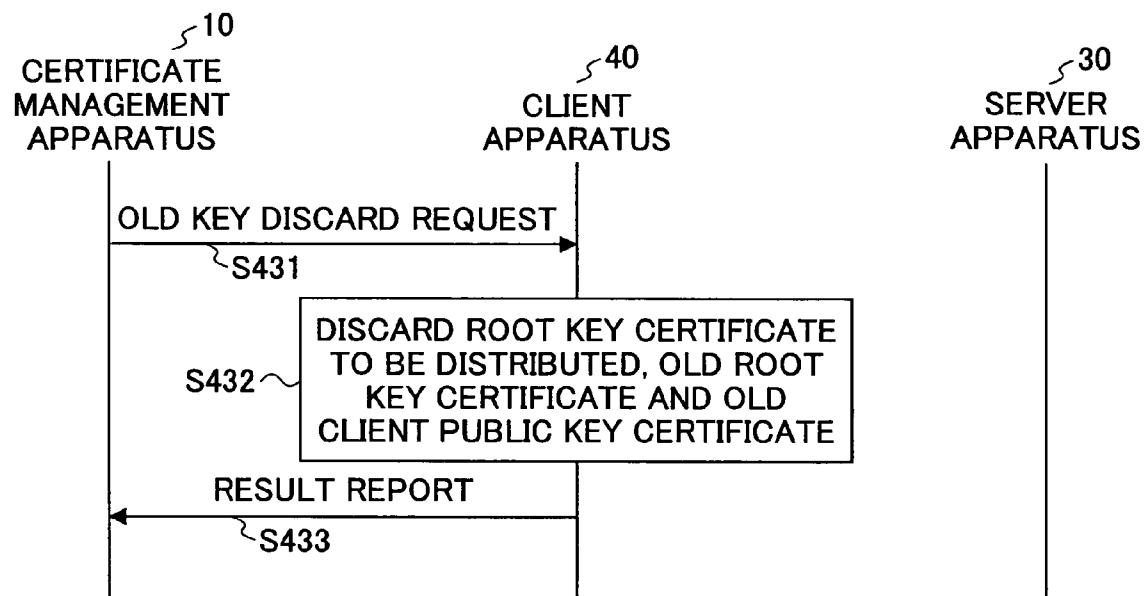 10
CERTIFICATE
MANAGEMENT
APPARATUS
40
CLIENT
APPARATUS
30
SERVER
APPARATUS
OLD KEY DISCARD REQUEST
S431
DISCARD ROOT KEY CERTIFICATE
TO BE DISTRIBUTED, OLD ROOT
KEY CERTIFICATE AND OLD
CLIENT PUBLIC KEY CERTIFICATE
S432
RESULT REPORT
S433